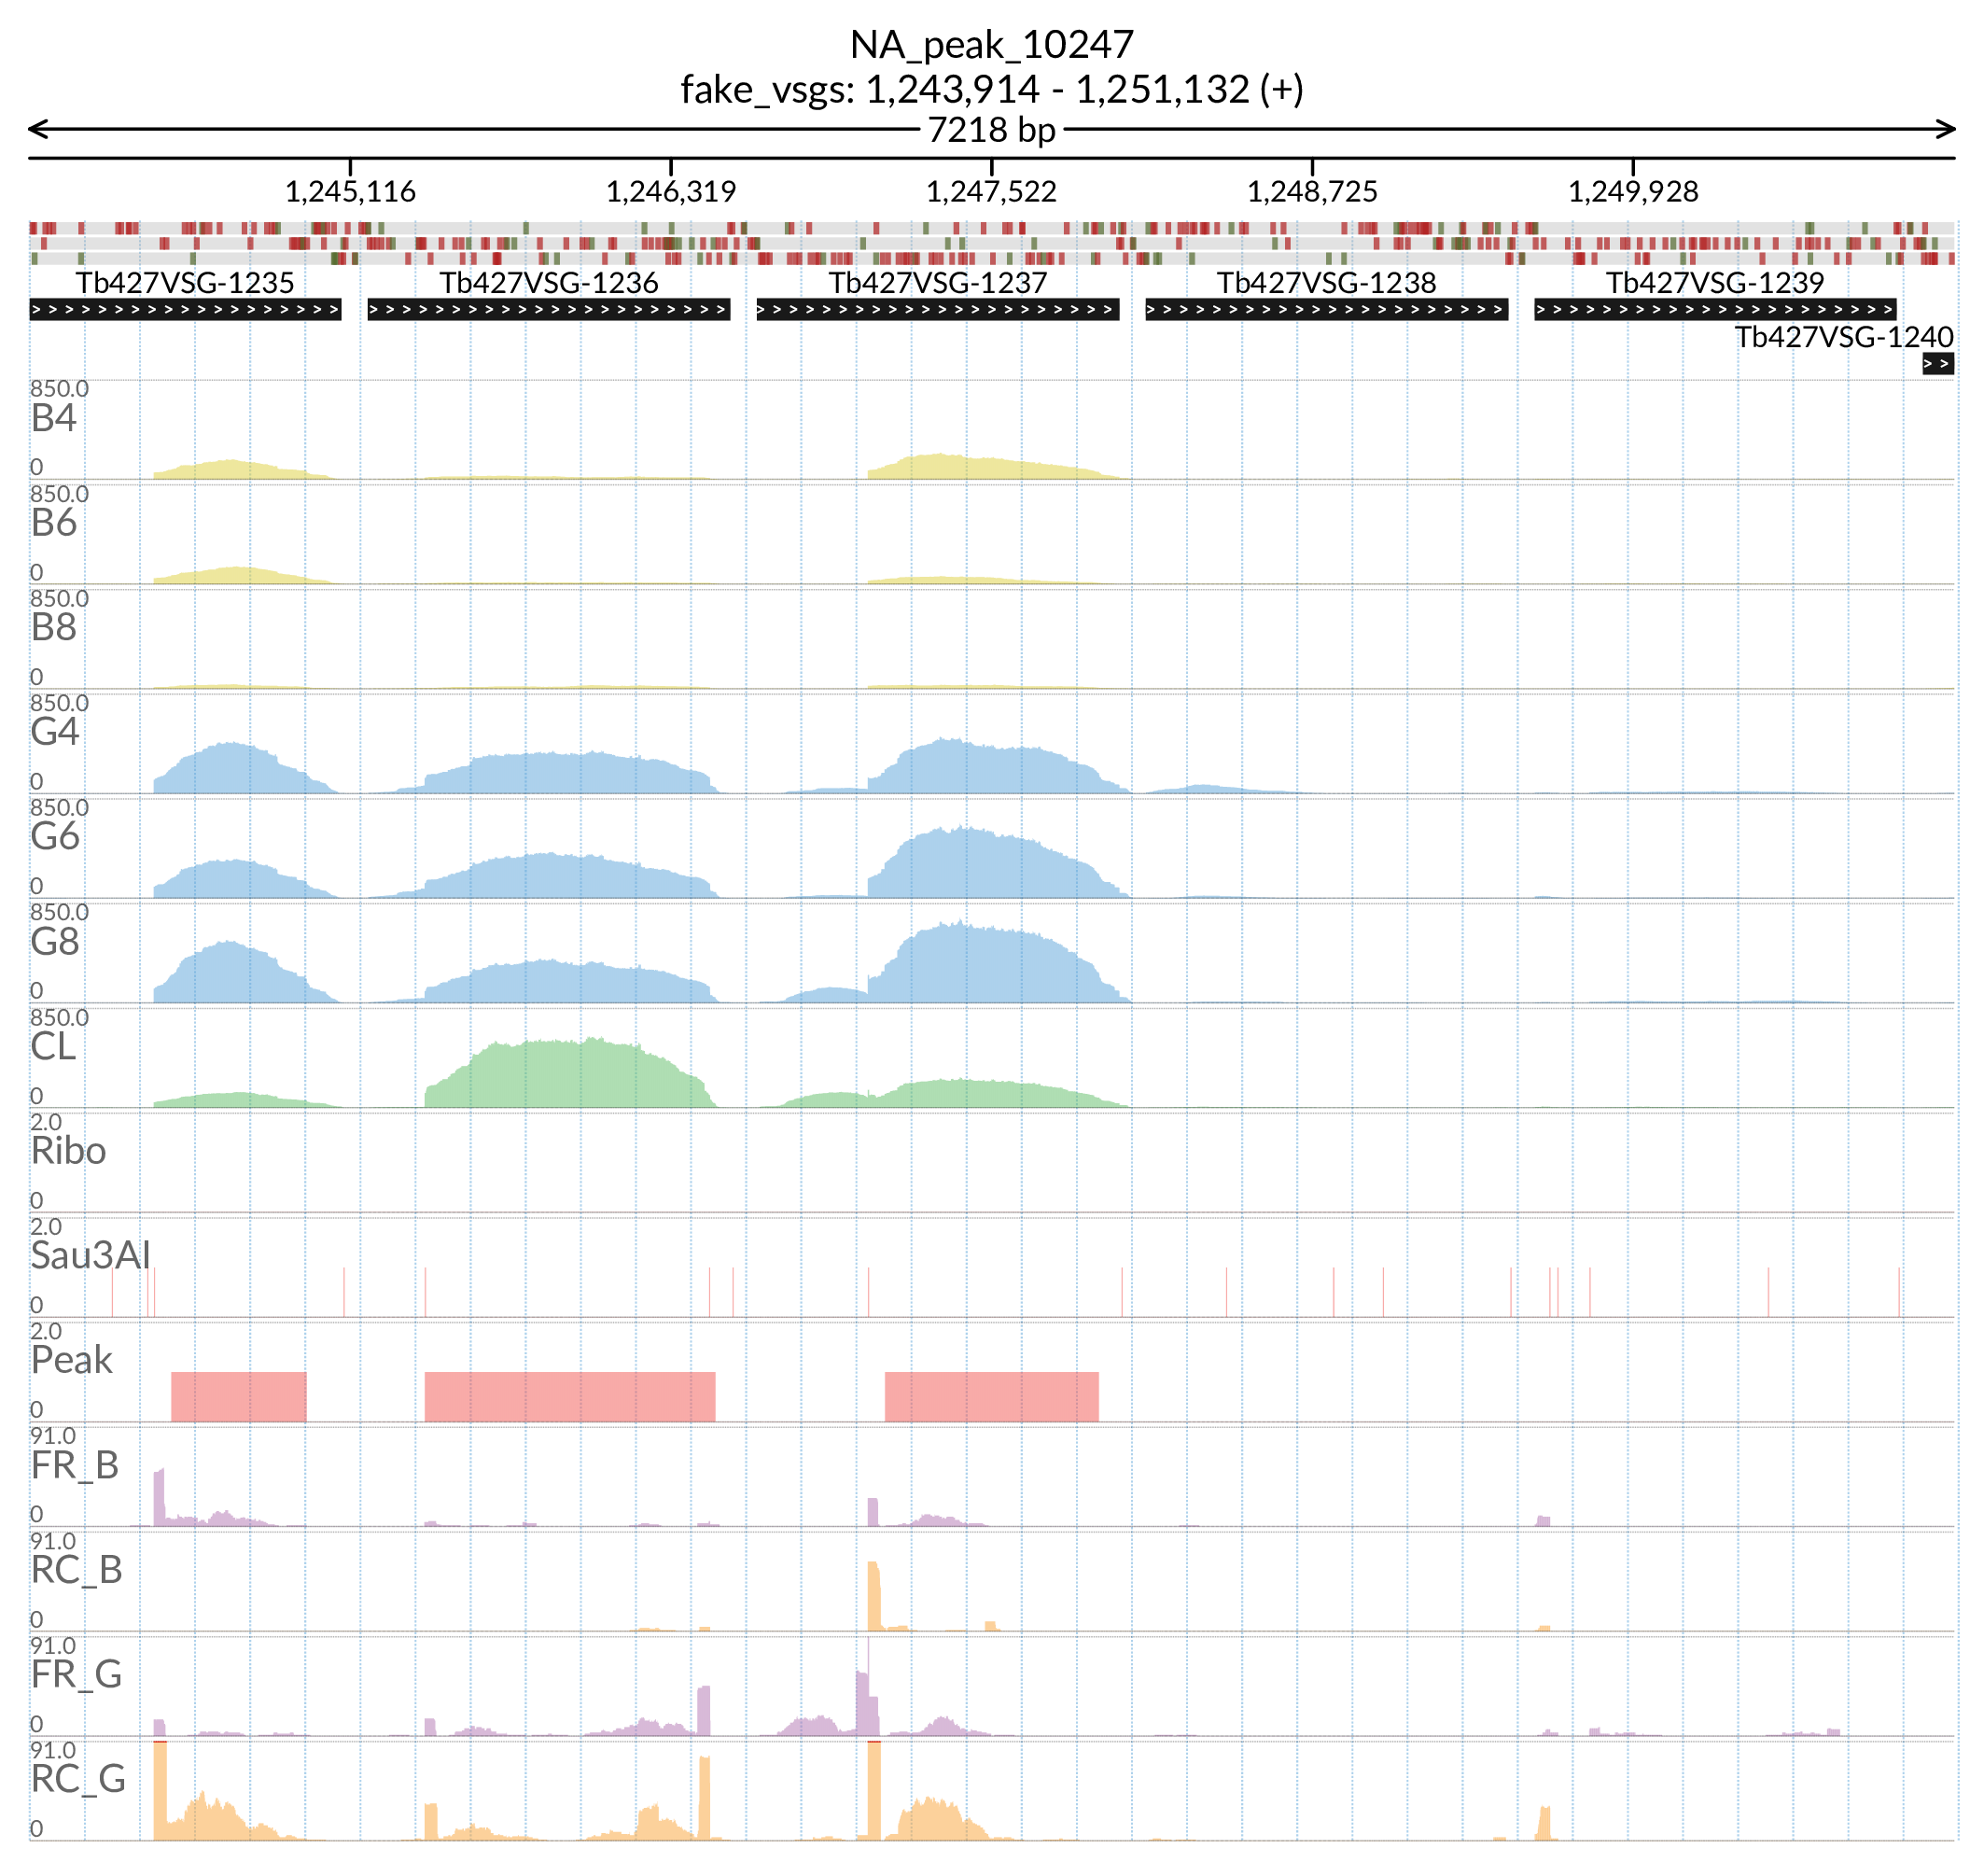 NA_peak_10247
fake_vsgs: 1,243,914 - 1,251,132 (+)
7218 bp
1,245,116 1,246,319 1,247,522 1,248,725 1,249,928
Tb427VSG-1235 Tb427VSG-1236 Tb427VSG-1237 Tb427VSG-1238 Tb427VSG-1239
Tb427VSG-1240
850.0
B4
0
850.0
B6
0
850.0
B8
0
850.0
G4
0
850.0
G6
0
850.0
G8
0
850.0
CL
0
2.0
Ribo
0
2.0
Sau3AI
0
2.0
Peak
0
91.0
FR_B
0
91.0
RC_B
0
91.0
FR_G
0
91.0
RC_G
0